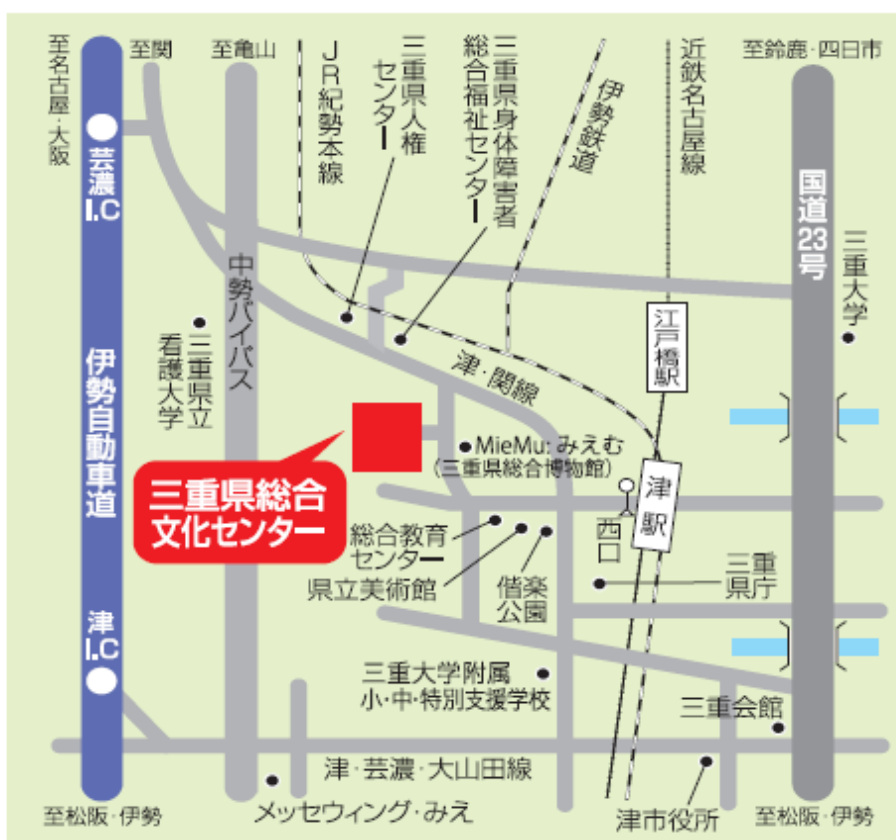 至名古屋・大阪
至関
至亀山
JR紀勢本線
三重県人権
センター
三重県身体障害者
総合福祉センター
伊勢鉄道
近鉄名古屋線
至鈴鹿・四日市
芸濃
I.C
国道23号
三重大学
中勢バイパス
三重県立
看護大学
江戸橋駅
伊勢自動車道
津・関線
MieMu:みえむ
(三重県総合博物館)
三重県総合
文化センター
津駅
西口
総合教育
センター
県立美術館
偕楽
公園
三重
県庁
津
I.C
三重大学附属
小・中・特別支援学校
三重会館
津・芸濃・大山田線
メッセウィング・みえ
津市役所
至松阪・伊勢
至松阪・伊勢